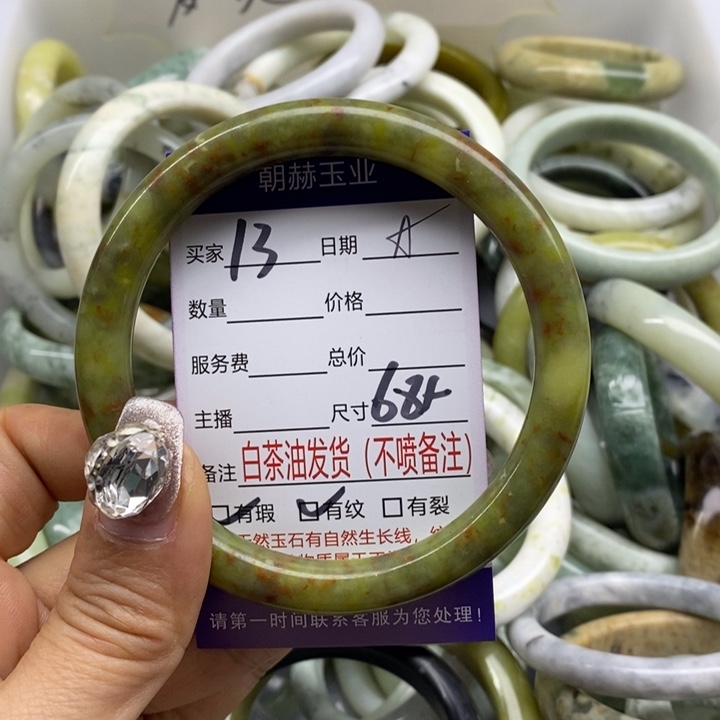 朝赫玉业
买家 13 日期 A
数量 价格
服务费 总价
主播 尺寸 6.8
备注 白茶油发货（不喷备注）
有瑕 有纹 有裂
天然玉石有自然生长线，
请第一时间联系客服为您处理！